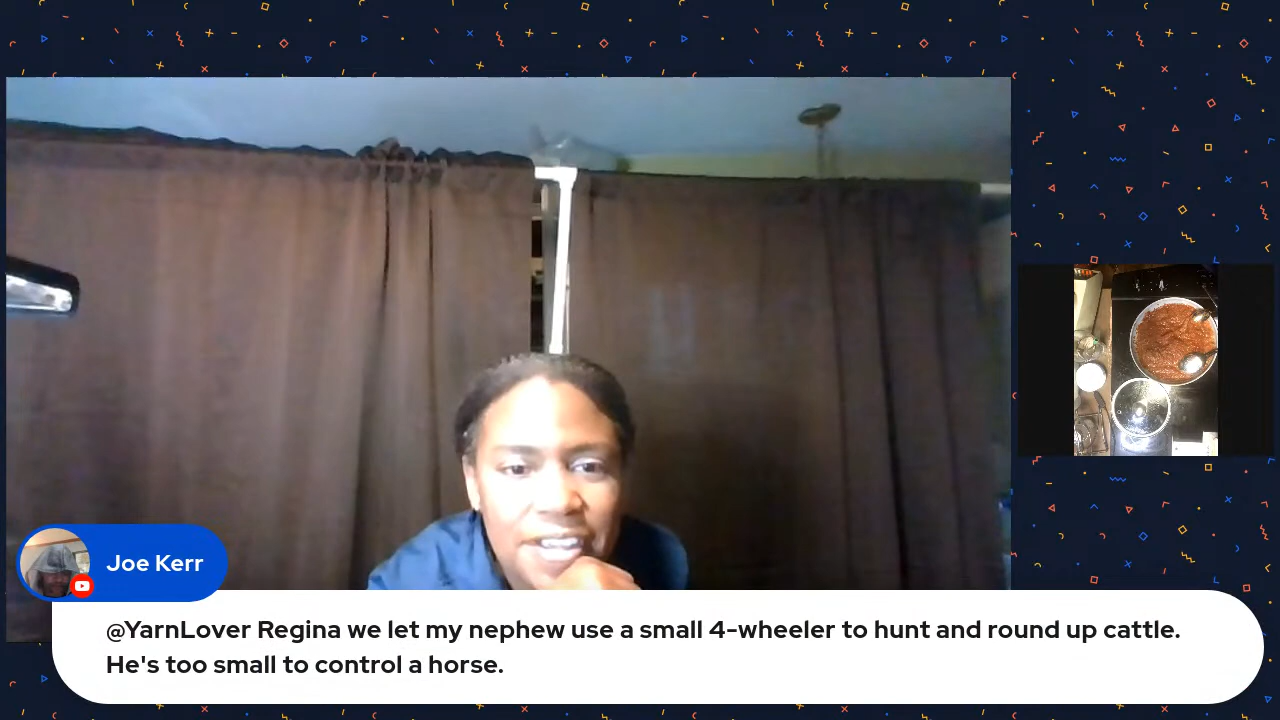 Joe Kerr
@YarnLover Regina we let my nephew use a small 4-wheeler to hunt and round up cattle.
He's too small to control a horse.